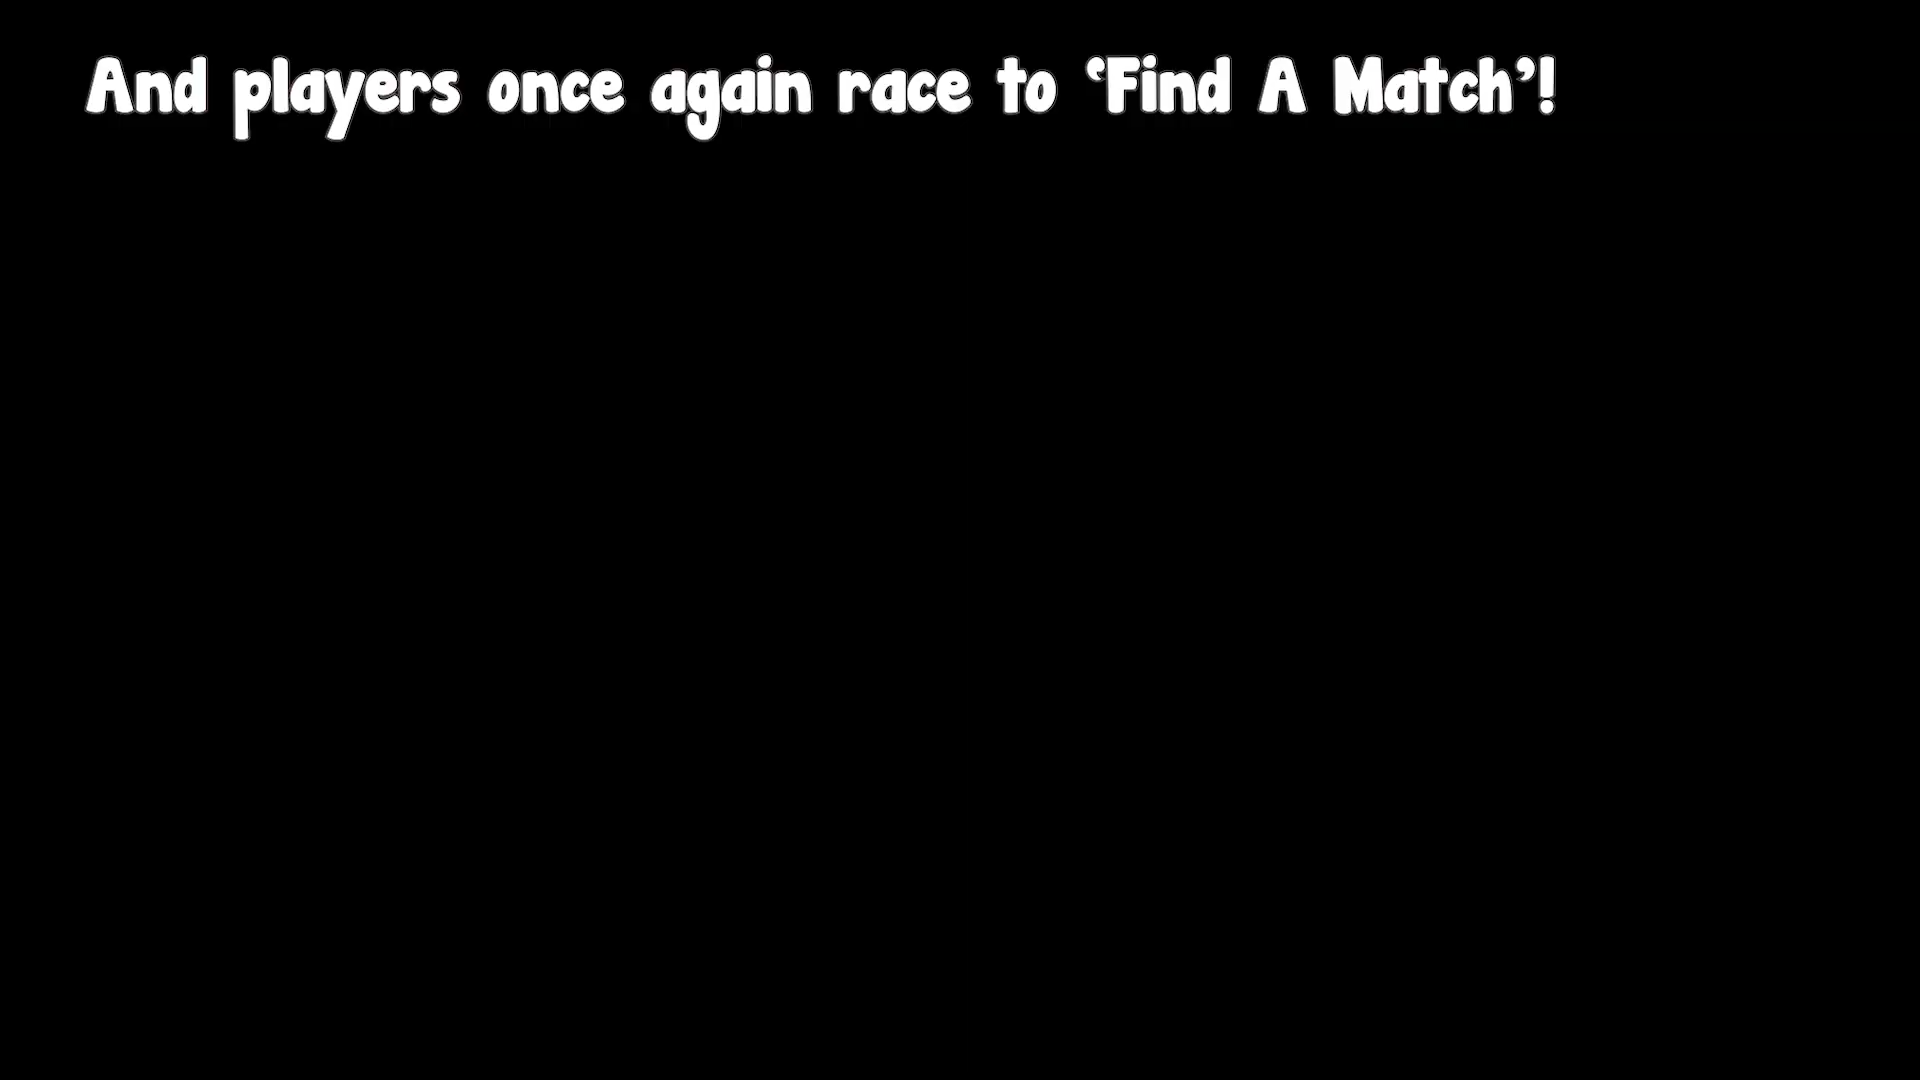 And players once again race to ‘Find A Match’!